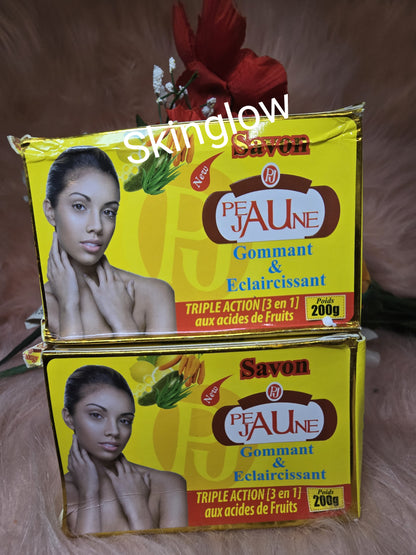 Skinglow
Savon
New
PJ
PEAU
JAUNE
Gommant
&
Eclaircissant
TRIPLE ACTION [3 en 1]
aux acides de Fruits
Poids
200g
Savon
New
PJ
PEAU
JAUNE
Gommant
&
Eclaircissant
TRIPLE ACTION [3 en 1]
aux acides de Fruits
Poids
200g